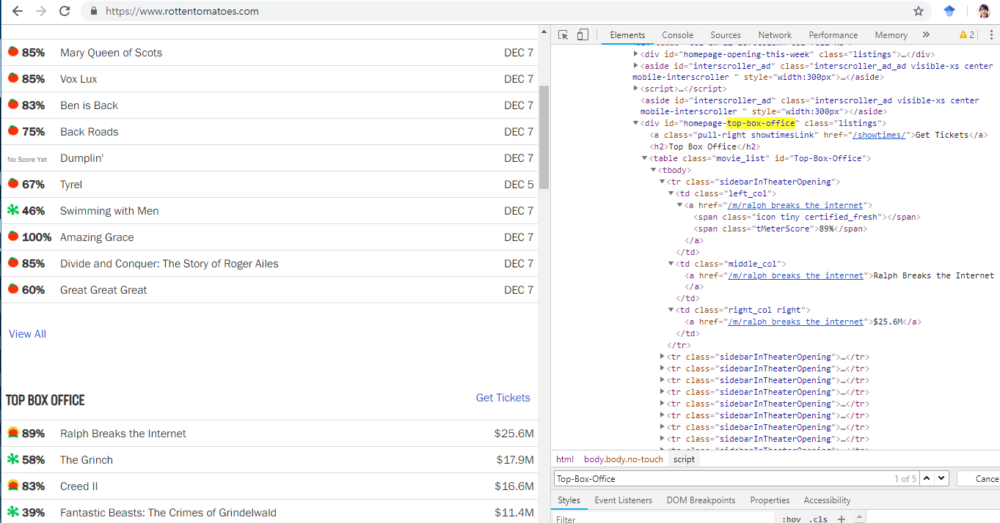 https://www.rottentomatoes.com
85% Mary Queen of Scots DEC 7
85% Vox Lux DEC 7
83% Ben is Back DEC 7
75% Back Roads DEC 7
No Score Yet Dumplin' DEC 7
67% Tyrel DEC 5
46% Swimming with Men DEC 7
100% Amazing Grace DEC 7
85% Divide and Conquer: The Story of Roger Ailes DEC 7
60% Great Great Great DEC 7
View All
TOP BOX OFFICE Get Tickets
89% Ralph Breaks the Internet $25.6M
58% The Grinch $17.9M
83% Creed II $16.6M
39% Fantastic Beasts: The Crimes of Grindelwald $11.4M
Elements Console Sources Network Performance Memory » 2
<div id="homepage-opening-this-week" class="listings">…</div>
<aside id="interscroller_ad" class="interscroller_ad_ad visible-xs center
mobile-interscroller " style="width:300px">…</aside>
<script>…</script>
<aside id="interscroller_ad" class="interscroller_ad visible-xs center
mobile-interscroller " style="width:300px"></aside>
<div id="homepage-top-box-office" class="listings">
<a class="pull-right showtimesLink" href="/showtimes/">Get Tickets</a>
<h2>Top Box Office</h2>
<table class="movie_list" id="Top-Box-Office">
<tbody>
<tr class="sidebarInTheaterOpening">
<td class="left_col">
<a href="/m/ralph_breaks_the_internet">
<span class="icon tiny certified_fresh"></span>
<span class="tMeterScore">89%</span>
</a>
</td>
<td class="middle_col">
<a href="/m/ralph_breaks_the_internet">Ralph Breaks the Internet
</a>
</td>
<td class="right_col right">
<a href="/m/ralph_breaks_the_internet">$25.6M</a>
</td>
</tr>
<tr class="sidebarInTheaterOpening">…</tr>
<tr class="sidebarInTheaterOpening">…</tr>
<tr class="sidebarInTheaterOpening">…</tr>
<tr class="sidebarInTheaterOpening">…</tr>
<tr class="sidebarInTheaterOpening">…</tr>
<tr class="sidebarInTheaterOpening">…</tr>
<tr class="sidebarInTheaterOpening">…</tr>
<tr class="sidebarInTheaterOpening">…</tr>
html body.body.no-touch script
Top-Box-Office 1 of 5 Cance
Styles Event Listeners DOM Breakpoints Properties Accessibility
Filter :hov .cls +